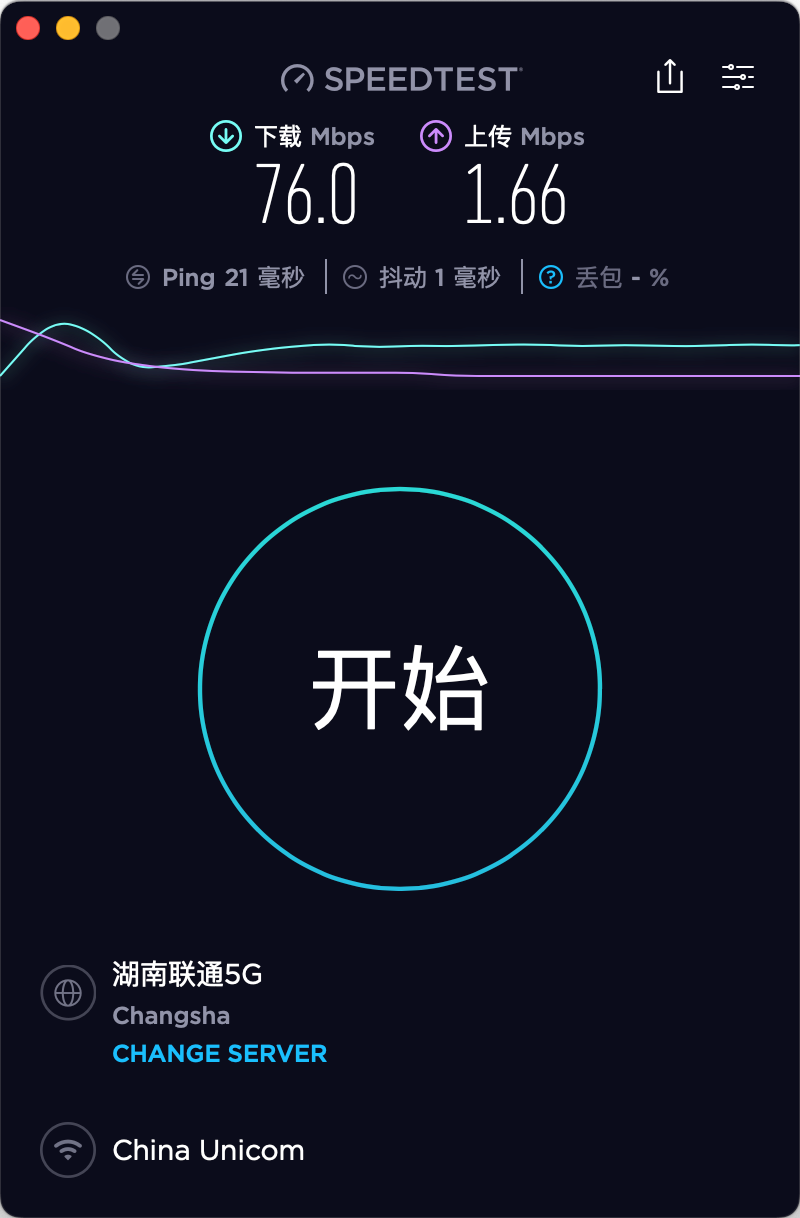 SPEEDTEST
下载 Mbps 上传 Mbps
76.0 1.66
Ping 21 毫秒 抖动 1 毫秒 ? 丢包 - %
开始
湖南联通5G
Changsha
CHANGE SERVER
China Unicom